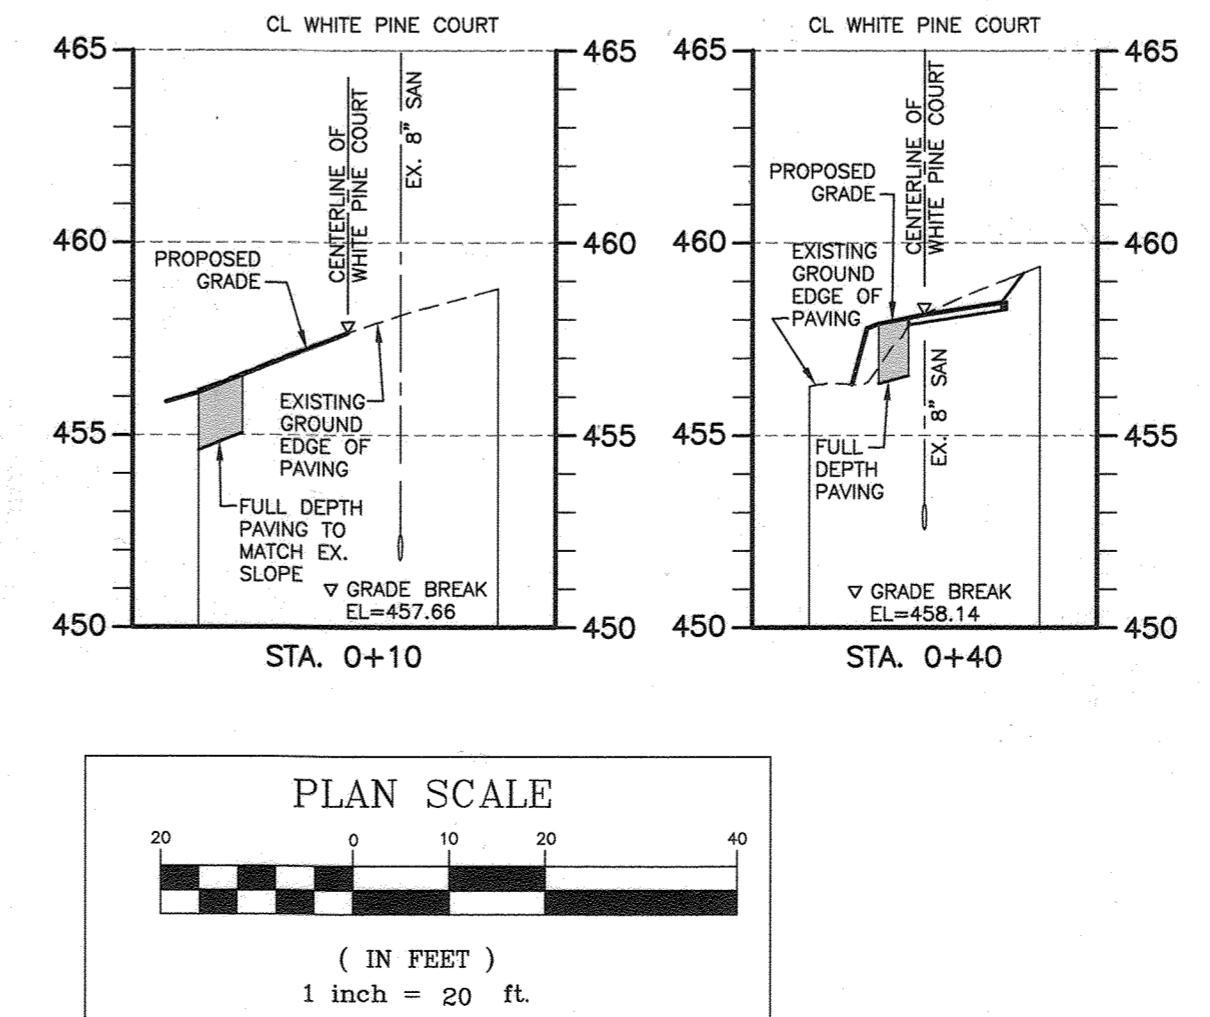 CL WHITE PINE COURT
465
465
460
460
455
455
450
450
CENTERLINE OF
WHITE PINE COURT
EX. 8" SAN
PROPOSED
GRADE
EXISTING
GROUND
EDGE OF
PAVING
FULL DEPTH
PAVING TO
MATCH EX.
SLOPE
▽ GRADE BREAK
EL=457.66
STA. 0+10
CL WHITE PINE COURT
465
465
460
460
455
455
450
450
CENTERLINE OF
WHITE PINE COURT
PROPOSED
GRADE
EXISTING
GROUND
EDGE OF
PAVING
EX. 8" SAN
FULL
DEPTH
PAVING
▽ GRADE BREAK
EL=458.14
STA. 0+40
PLAN SCALE
20 0 10 20 40
( IN FEET )
1 inch = 20 ft.